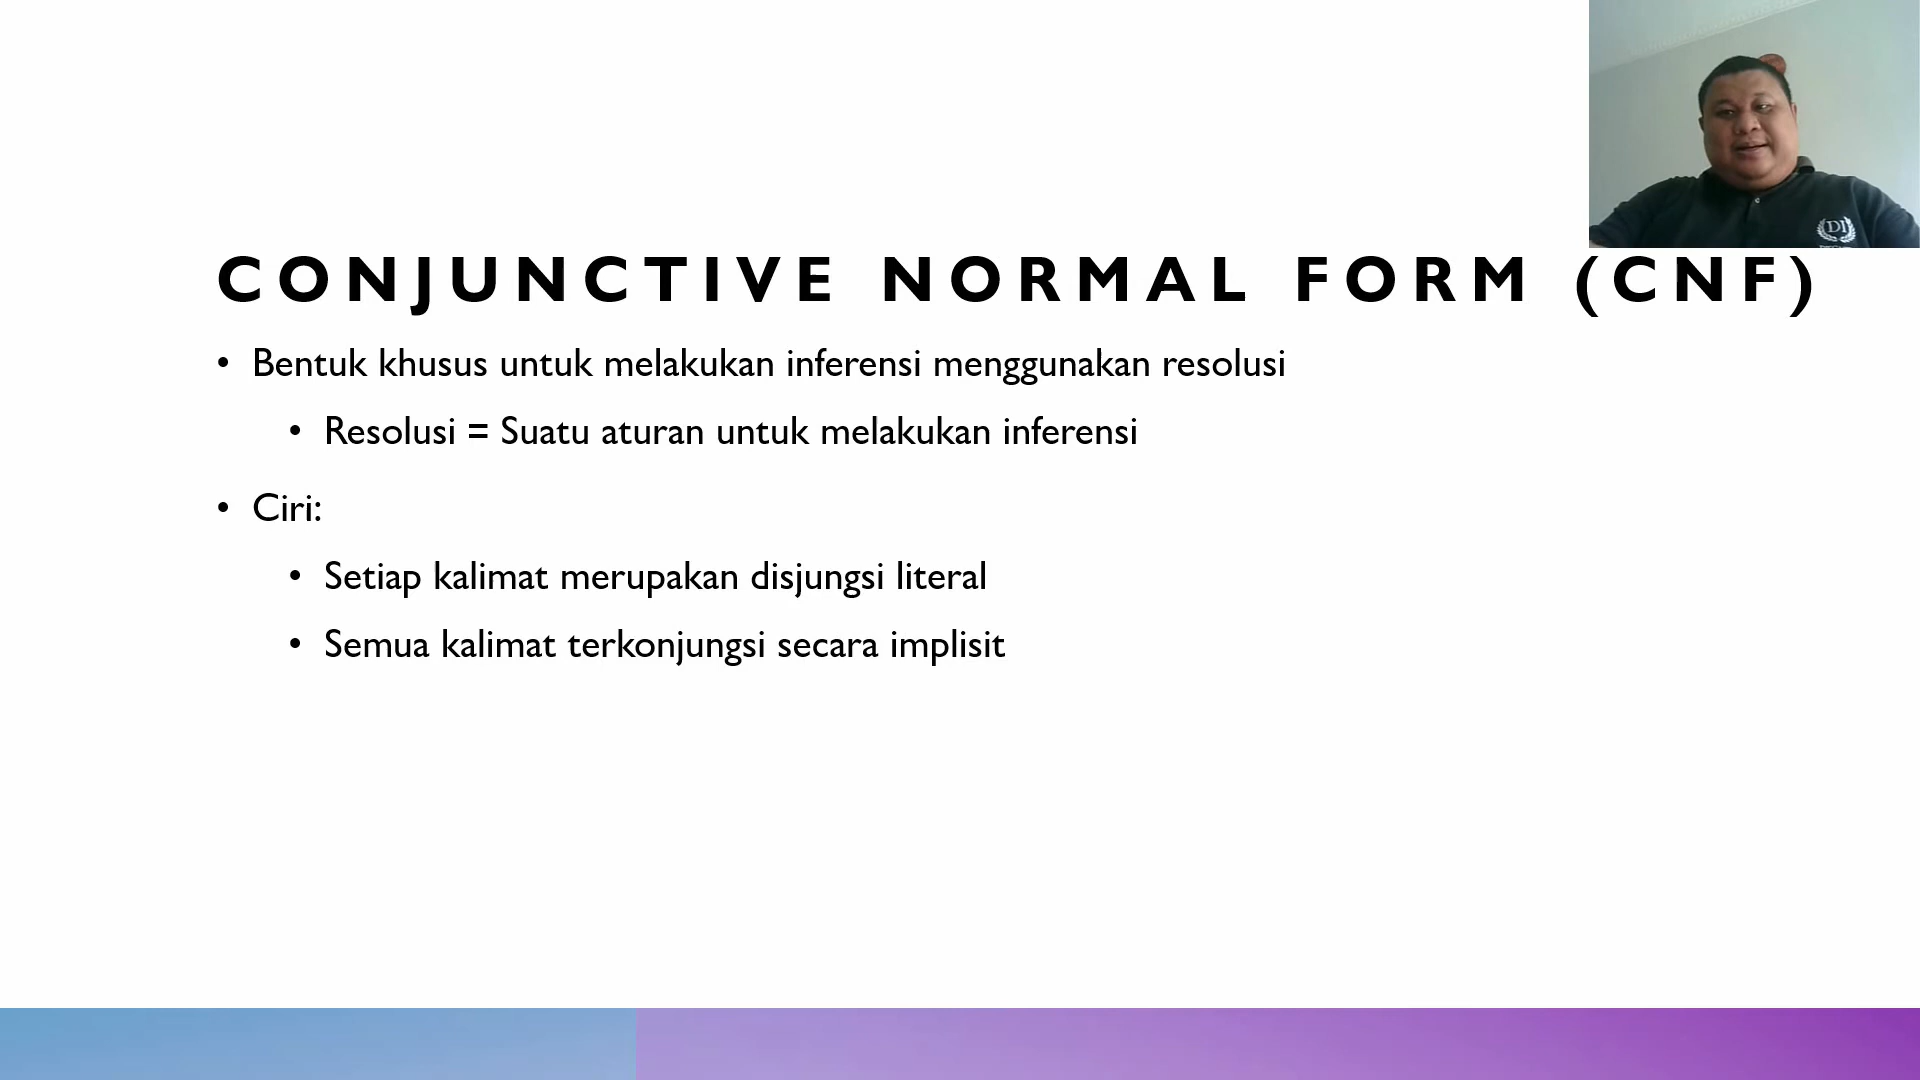 DI
CONJUNCTIVE NORMAL FORM (CNF)
• Bentuk khusus untuk melakukan inferensi menggunakan resolusi
• Resolusi = Suatu aturan untuk melakukan inferensi
• Ciri:
• Setiap kalimat merupakan disjungsi literal
• Semua kalimat terkonjungsi secara implisit